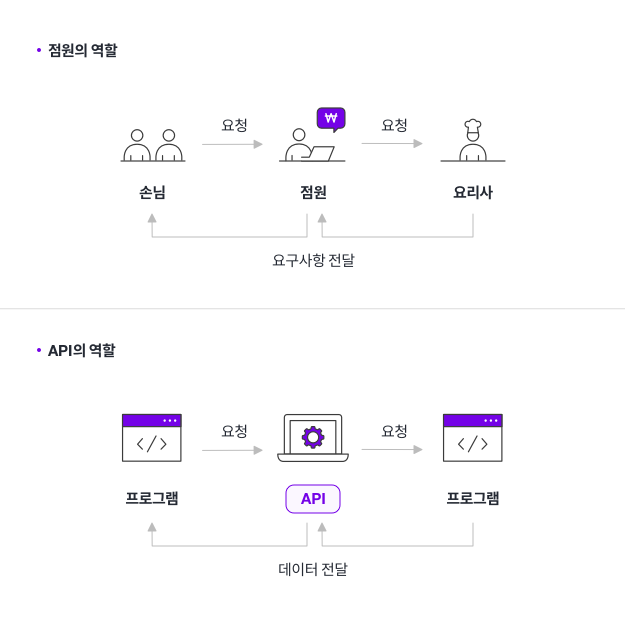 • 점원의 역할
요청
₩
요청
손님
점원
요리사
요구사항 전달
• API의 역할
요청
요청
</>
</>
프로그램
API
프로그램
데이터 전달